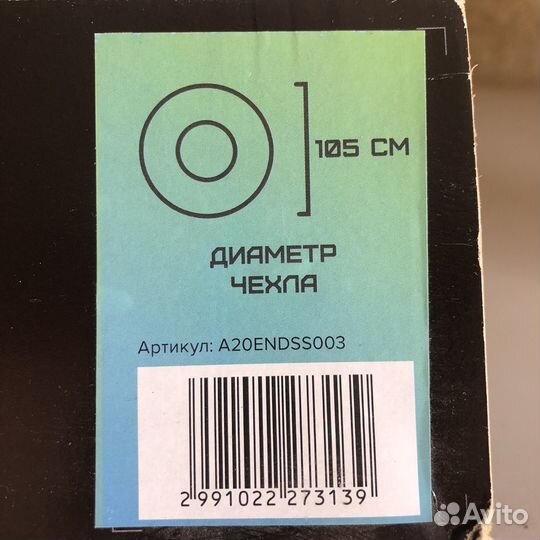 105 СМ
ДИАМЕТР
ЧЕХЛА
Артикул: A20ENDSS003
2 991022 273139
Avito